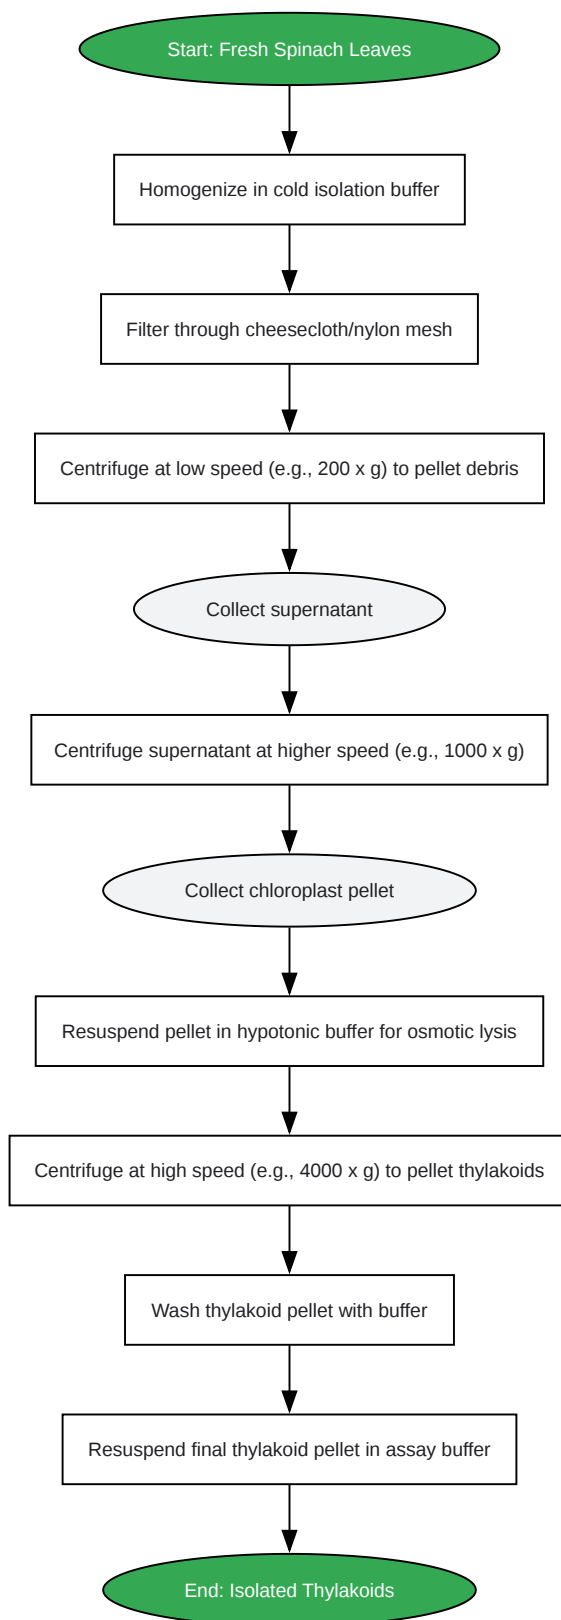 Start: Fresh Spinach Leaves
Homogenize in cold isolation buffer
Filter through cheesecloth/nylon mesh
Centrifuge at low speed (e.g., 200 x g) to pellet debris
Collect supernatant
Centrifuge supernatant at higher speed (e.g., 1000 x g)
Collect chloroplast pellet
Resuspend pellet in hypotonic buffer for osmotic lysis
Centrifuge at high speed (e.g., 4000 x g) to pellet thylakoids
Wash thylakoid pellet with buffer
Resuspend final thylakoid pellet in assay buffer
End: Isolated Thylakoids